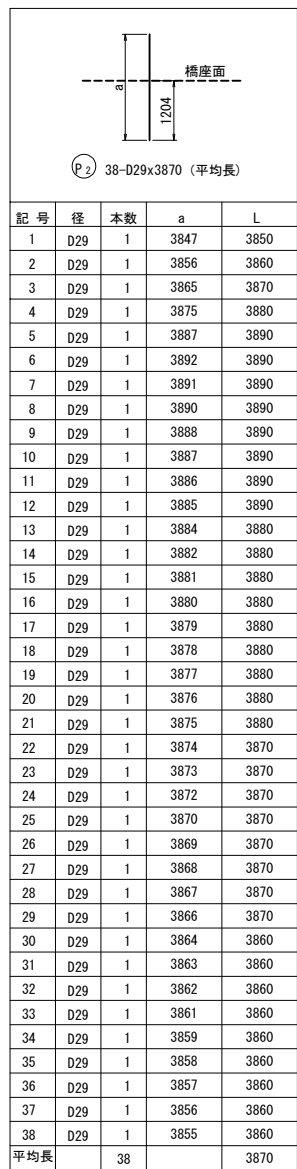 橋座面
a
1204
P2 38-D29x3870 (平均長)
記 号 径 本数 a L
1 D29 1 3847 3850
2 D29 1 3856 3860
3 D29 1 3865 3870
4 D29 1 3875 3880
5 D29 1 3887 3890
6 D29 1 3892 3890
7 D29 1 3891 3890
8 D29 1 3890 3890
9 D29 1 3888 3890
10 D29 1 3887 3890
11 D29 1 3886 3890
12 D29 1 3885 3890
13 D29 1 3884 3880
14 D29 1 3882 3880
15 D29 1 3881 3880
16 D29 1 3880 3880
17 D29 1 3879 3880
18 D29 1 3878 3880
19 D29 1 3877 3880
20 D29 1 3876 3880
21 D29 1 3875 3880
22 D29 1 3874 3870
23 D29 1 3873 3870
24 D29 1 3872 3870
25 D29 1 3870 3870
26 D29 1 3869 3870
27 D29 1 3868 3870
28 D29 1 3867 3870
29 D29 1 3866 3870
30 D29 1 3864 3860
31 D29 1 3863 3860
32 D29 1 3862 3860
33 D29 1 3861 3860
34 D29 1 3859 3860
35 D29 1 3858 3860
36 D29 1 3857 3860
37 D29 1 3856 3860
38 D29 1 3855 3860
平均長 38 3870